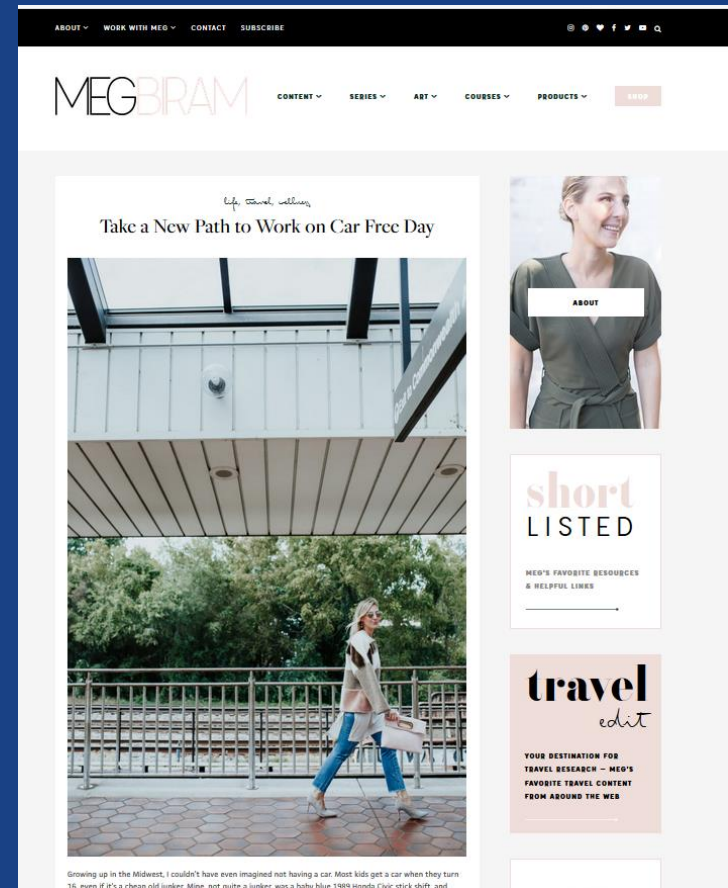 ABOUT WORK WITH MEG CONTACT SUBSCRIBE
MEGBIRAM
CONTENT SERIES ART COURSES PRODUCTS SHOP
life, travel, wellness
Take a New Path to Work on Car Free Day
Exit to Commonwealth
Growing up in the Midwest, I couldn't have even imagined not having a car. Most kids get a car when they turn
16, even if it's a cheap old junker. Mine, not quite a junker, was a baby blue 1989 Honda Civic stick shift, and
ABOUT
short
LISTED
MEG'S FAVORITE RESOURCES
& HELPFUL LINKS
travel
edit
YOUR DESTINATION FOR
TRAVEL RESEARCH – MEG'S
FAVORITE TRAVEL CONTENT
FROM AROUND THE WEB